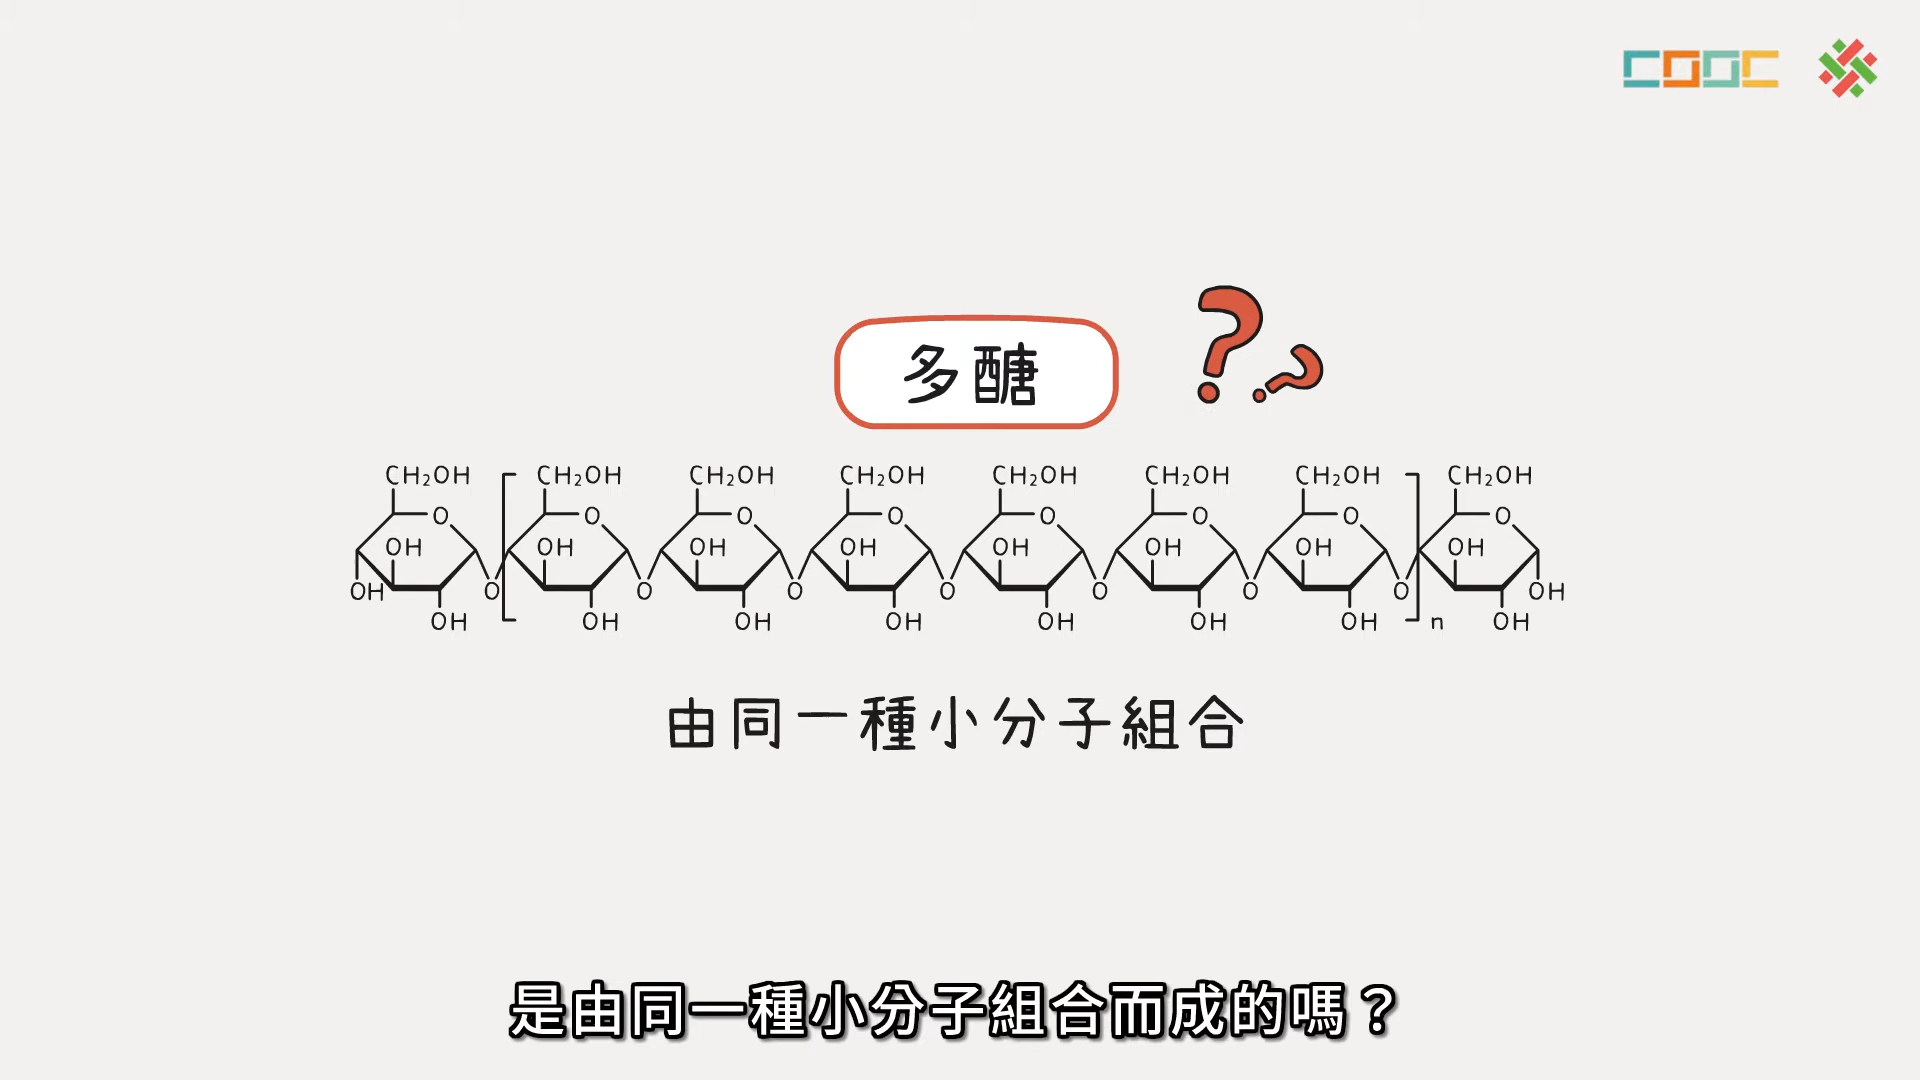 COOC
多醣
CH₂OH CH₂OH CH₂OH CH₂OH CH₂OH CH₂OH CH₂OH CH₂OH
O O O O O O O O
OH OH OH OH OH OH OH OH
OH O O O O O O O OH
OH OH OH OH OH OH OH n OH
由同一種小分子組合
是由同一種小分子組合而成的嗎？